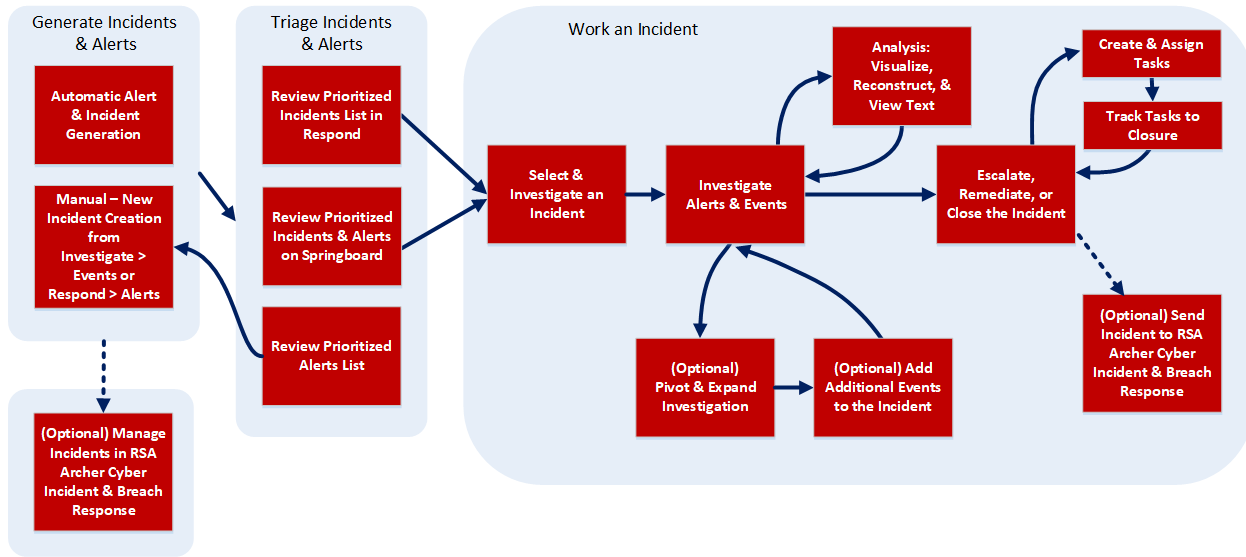 Generate Incidents
& Alerts
Automatic Alert
& Incident
Generation
Manual – New
Incident Creation
from
Investigate >
Events or
Respond > Alerts
(Optional) Manage
Incidents in RSA
Archer Cyber
Incident & Breach
Response
Triage Incidents
& Alerts
Review Prioritized
Incidents List in
Respond
Review Prioritized
Incidents & Alerts
on Springboard
Review Prioritized
Alerts List
Work an Incident
Select &
Investigate an
Incident
Investigate
Alerts & Events
Analysis:
Visualize,
Reconstruct, &
View Text
(Optional)
Pivot & Expand
Investigation
(Optional) Add
Additional Events
to the Incident
Escalate,
Remediate, or
Close the Incident
Create & Assign
Tasks
Track Tasks to
Closure
(Optional) Send
Incident to RSA
Archer Cyber
Incident & Breach
Response